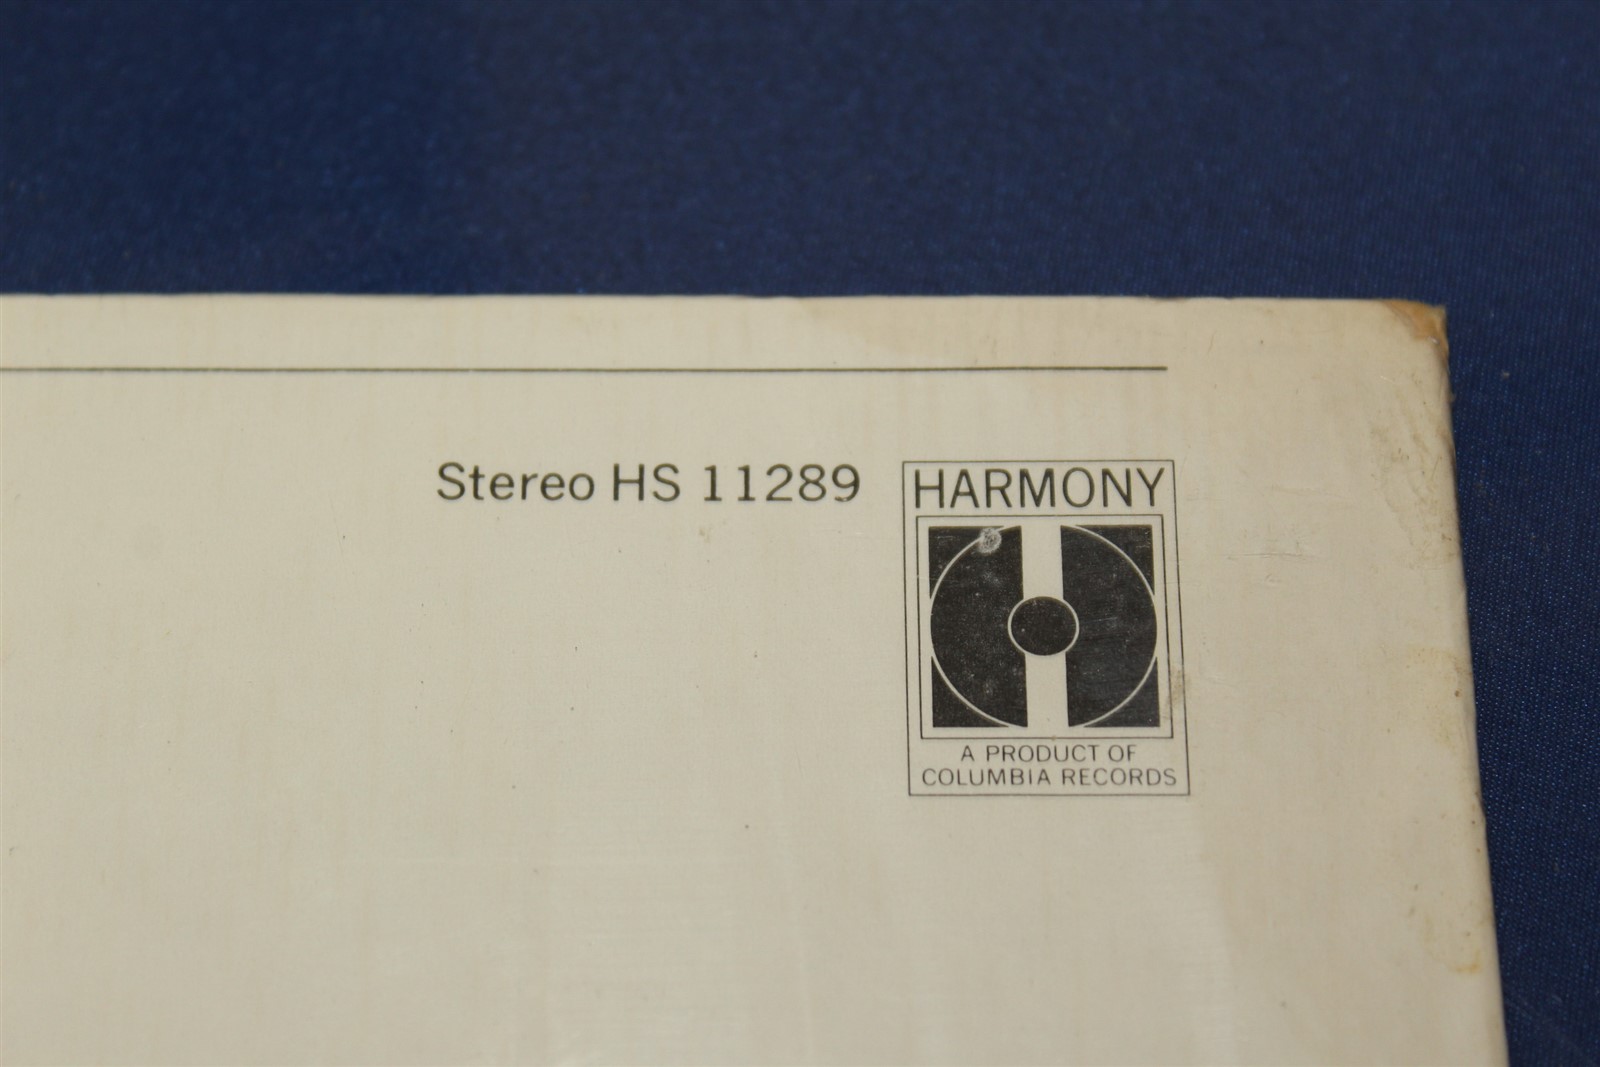 Stereo HS 11289
HARMONY
A PRODUCT OF
COLUMBIA RECORDS